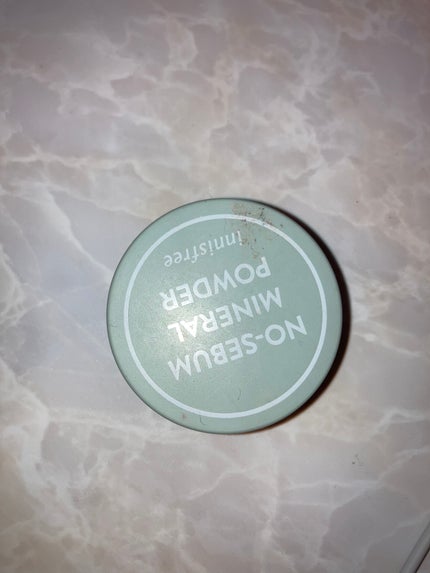 NO-SEBUM
MINERAL
POWDER
innisfree